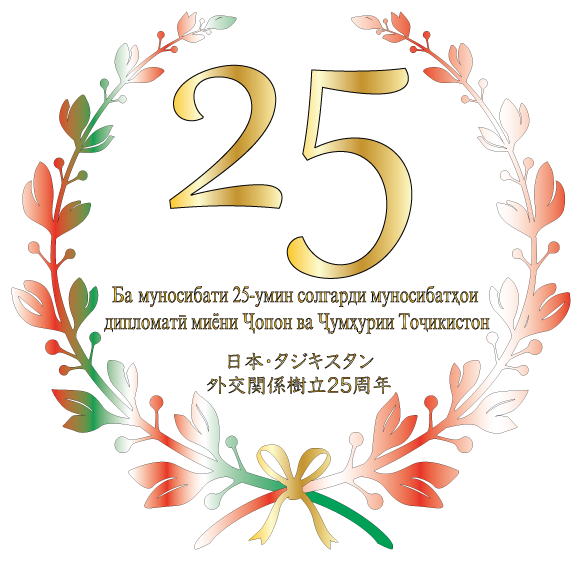 25
Ба муносибати 25-умин солгарди муносибатҳои
дипломатӣ миёни Ҷопон ва Ҷумҳурии Тоҷикистон
日本・タジキスタン
外交関係樹立25周年